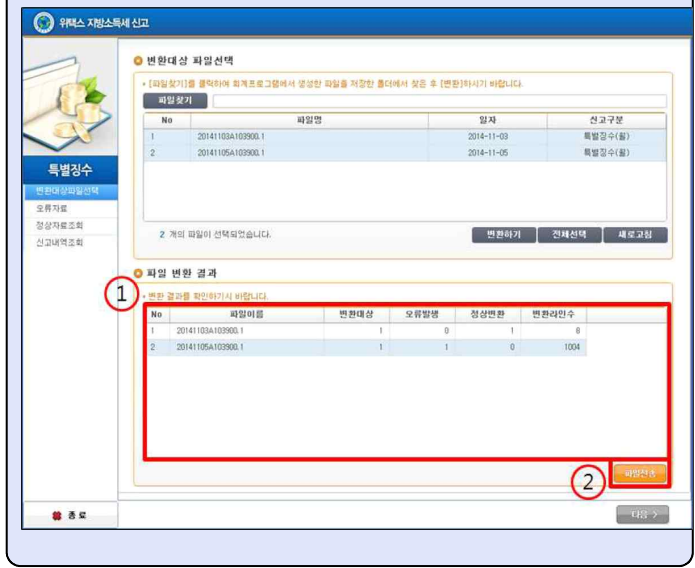 위택스 지방소득세 신고
변환대상 파일선택
• [파일찾기]를 클릭하여 회계프로그램에서 생성한 파일을 저장한 폴더에서 찾은 후 [변환]하시기 바랍니다.
파일찾기
No 파일명 일자 신고구분
1 20141103A103900.1 2014-11-03 특별징수(월)
2 20141105A103900.1 2014-11-05 특별징수(월)
특별징수
변환대상파일선택
오류자료
정상자료조회
신고내역조회
2 개의 파일이 선택되었습니다.
변환하기 전체선택 새로고침
파일 변환 결과
①
• 변환 결과를 확인하기시 바랍니다.
No 파일이름 변환대상 오류발생 정상변환 변환라인수
1 20141103A103900.1 1 0 1 8
2 20141105A103900.1 1 1 0 1004
② 파일전송
종료
다음 >